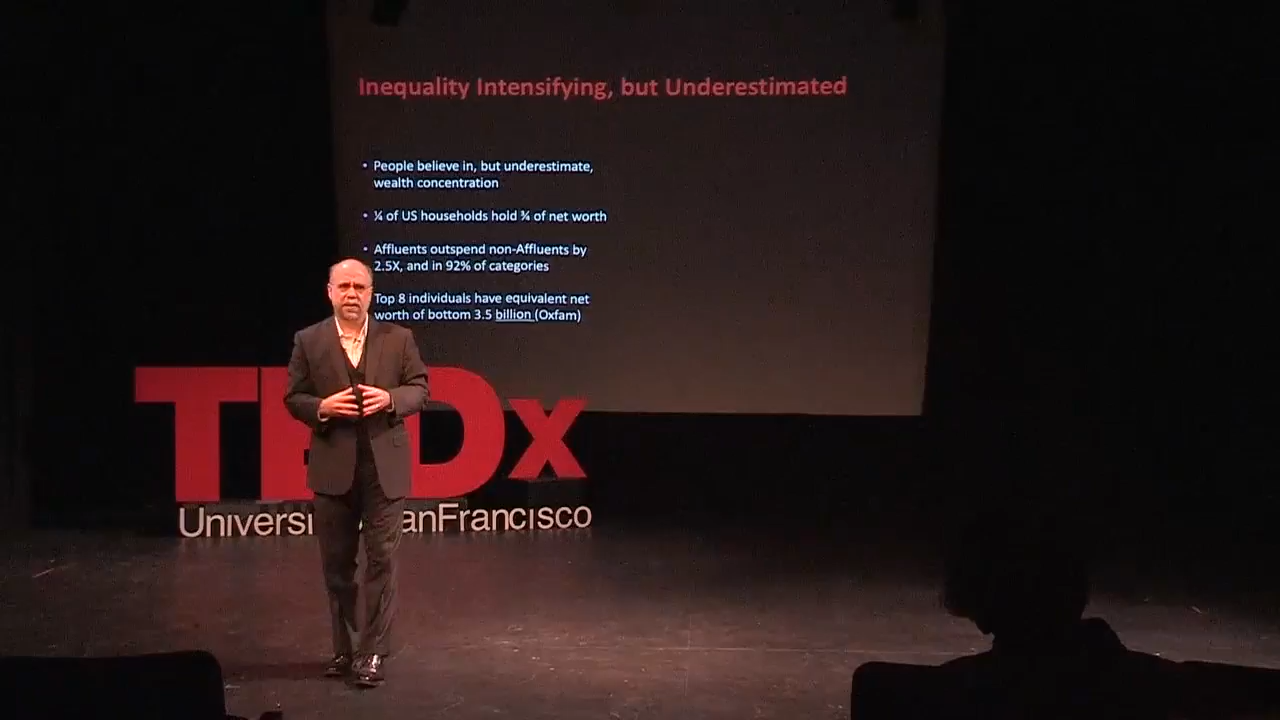 Inequality Intensifying, but Underestimated
• People believe in, but underestimate,
wealth concentration
• ¼ of US households hold ¾ of net worth
• Affluents outspend non-Affluents by
2.5X, and in 92% of categories
Top 8 individuals have equivalent net
worth of bottom 3.5 billion (Oxfam)
TEDx
Universi anFrancisco